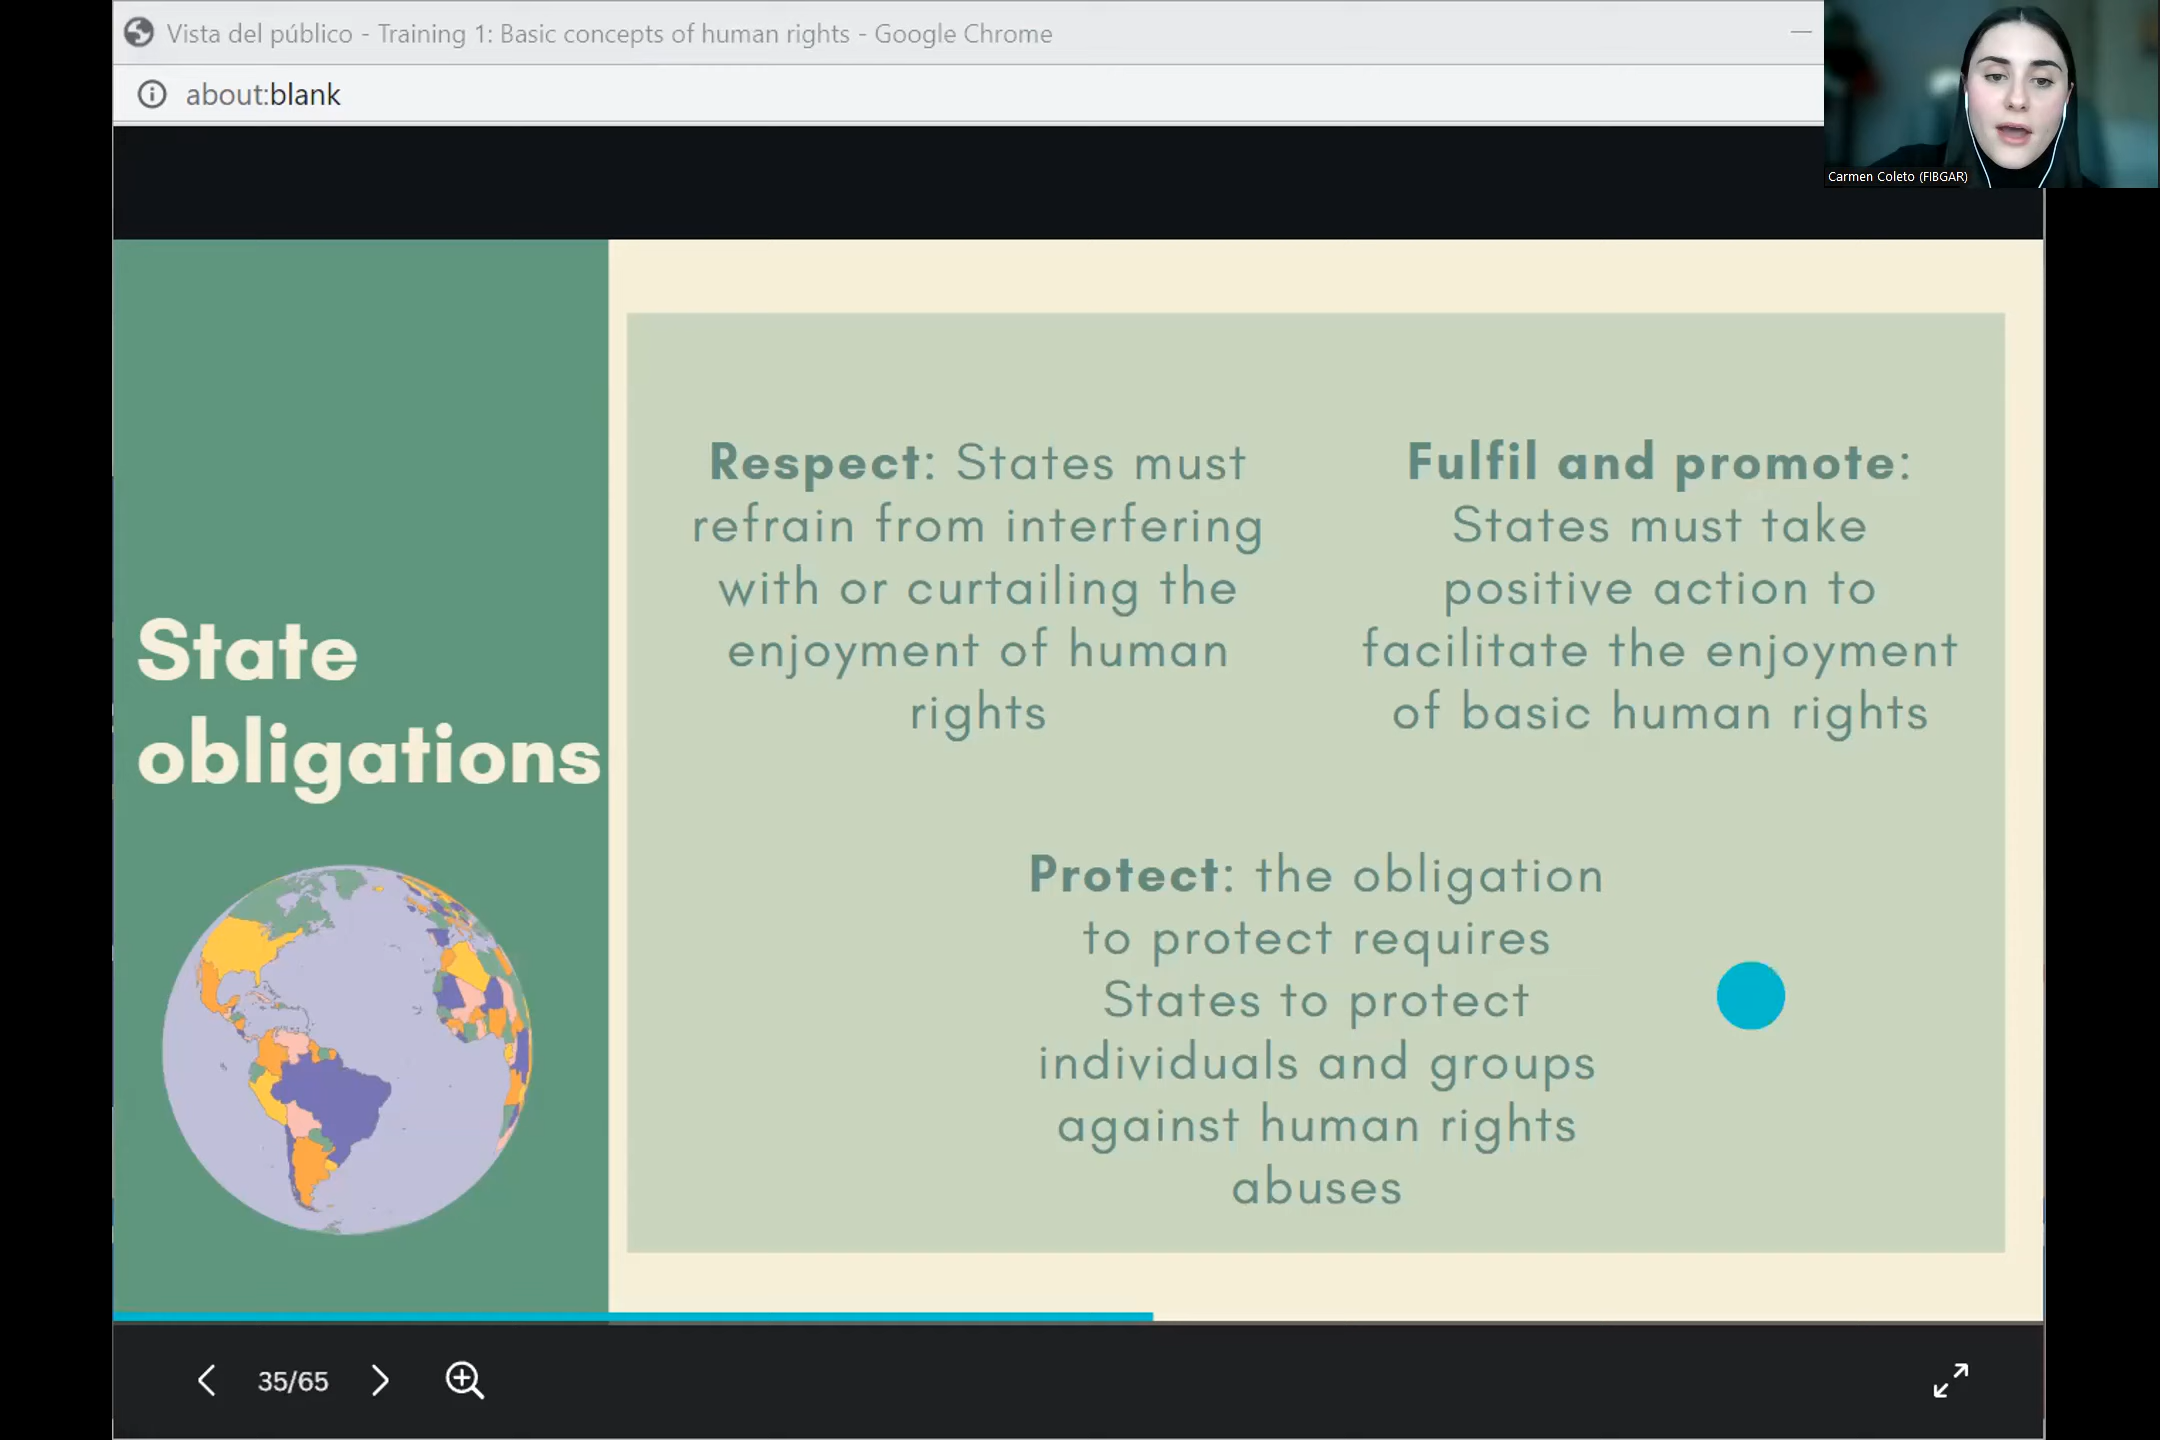 Vista del público - Training 1: Basic concepts of human rights - Google Chrome
about:blank
Carmen Coleto (FIBGAR)
State
obligations
Respect: States must
refrain from interfering
with or curtailing the
enjoyment of human
rights
Fulfil and promote:
States must take
positive action to
facilitate the enjoyment
of basic human rights
Protect: the obligation
to protect requires
States to protect
individuals and groups
against human rights
abuses
35/65